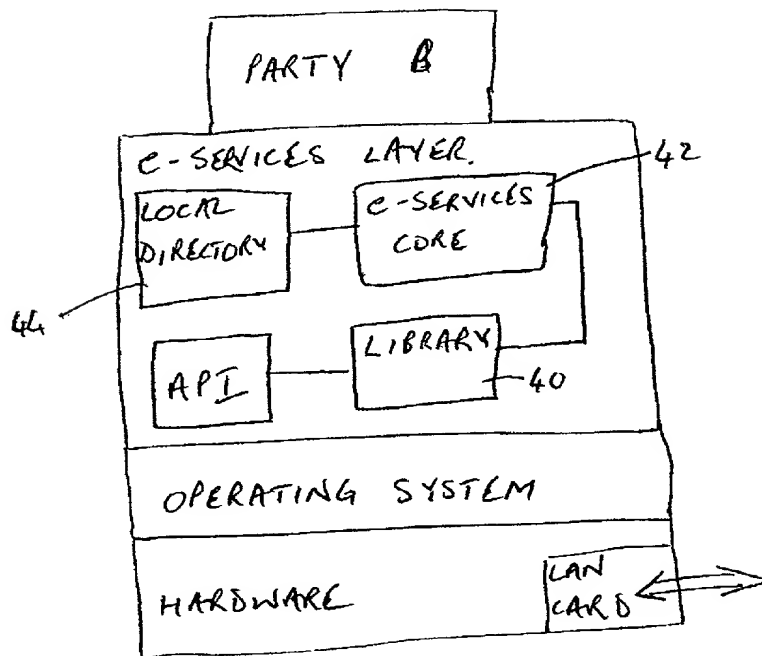 PARTY B
e-SERVICES LAYER.
42
LOCAL
DIRECTORY
e-SERVICES
CORE
44
API
LIBRARY
40
OPERATING SYSTEM
HARDWARE
LAN
CARD